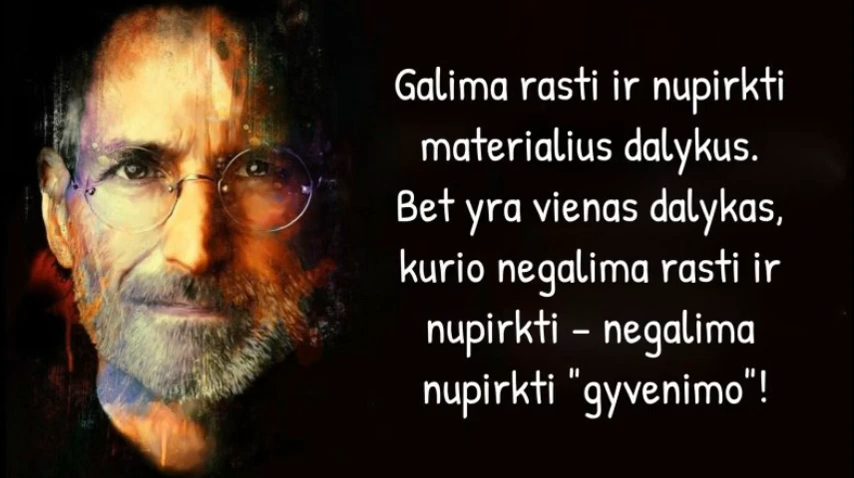 Galima rasti ir nupirkti
materialius dalykus.
Bet yra vienas dalykas,
kurio negalima rasti ir
nupirkti – negalima
nupirkti "gyvenimo"!